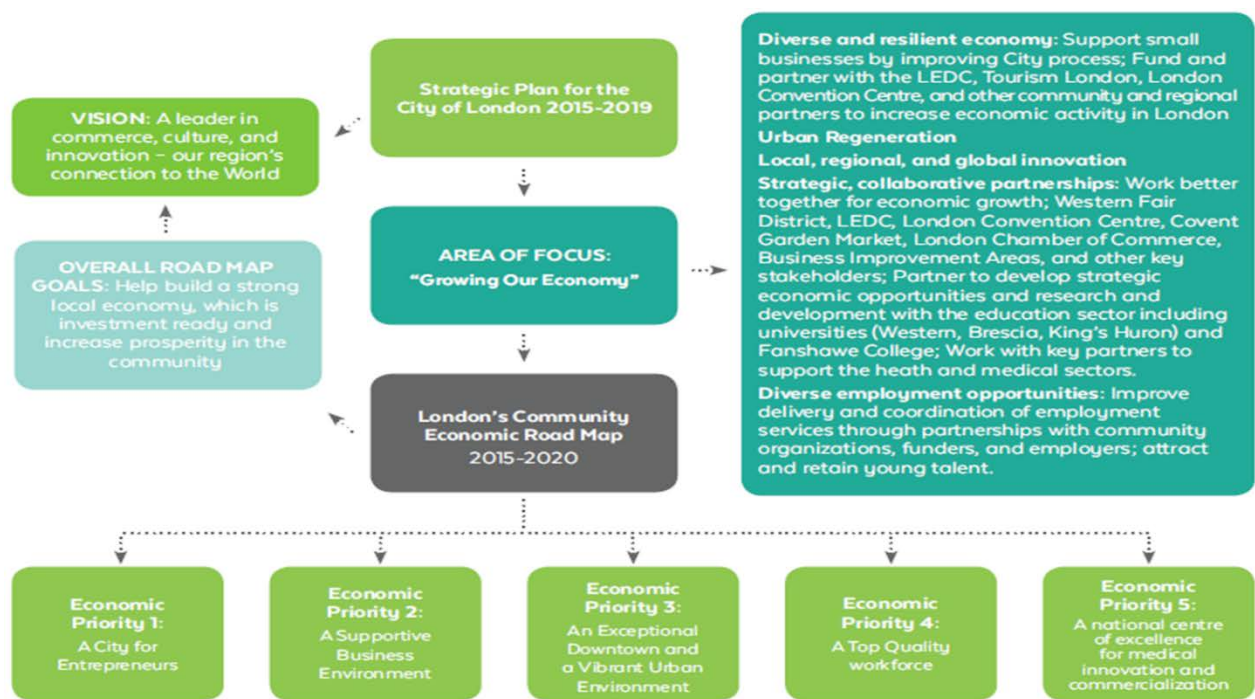 Strategic Plan for the
City of London 2015-2019
VISION: A leader in
commerce, culture, and
innovation – our region's
connection to the World
OVERALL ROAD MAP
GOALS: Help build a strong
local economy, which is
investment ready and
increase prosperity in the
community
AREA OF FOCUS:
"Growing Our Economy"
London's Community
Economic Road Map
2015-2020
Diverse and resilient economy: Support small
businesses by improving City process; Fund and
partner with the LEDC, Tourism London, London
Convention Centre, and other community and regional
partners to increase economic activity in London
Urban Regeneration
Local, regional, and global innovation
Strategic, collaborative partnerships: Work better
together for economic growth; Western Fair
District, LEDC, London Convention Centre, Covent
Garden Market, London Chamber of Commerce,
Business Improvement Areas, and other key
stakeholders; Partner to develop strategic
economic opportunities and research and
development with the education sector including
universities (Western, Brescia, King's Huron) and
Fanshawe College; Work with key partners to
support the heath and medical sectors.
Diverse employment opportunities: Improve
delivery and coordination of employment
services through partnerships with community
organizations, funders, and employers; attract
and retain young talent.
Economic
Priority 1:
A City for
Entrepreneurs
Economic
Priority 2:
A Supportive
Business
Environment
Economic
Priority 3:
An Exceptional
Downtown and
a Vibrant Urban
Environment
Economic
Priority 4:
A Top Quality
workforce
Economic
Priority 5:
A national centre
of excellence
for medical
innovation and
commercialization